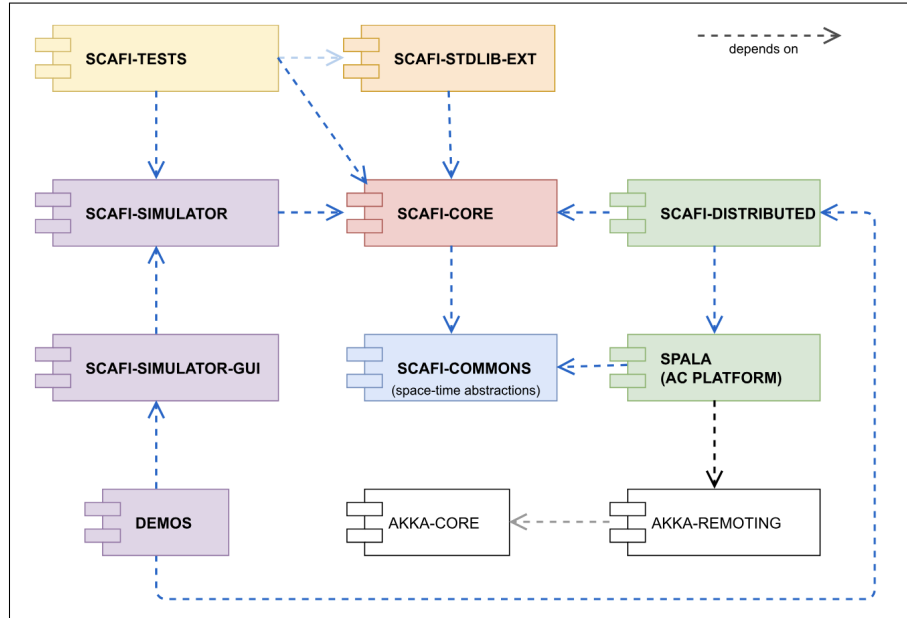 SCAFI-TESTS
SCAFI-STDLIB-EXT
depends on
SCAFI-SIMULATOR
SCAFI-CORE
SCAFI-DISTRIBUTED
SCAFI-SIMULATOR-GUI
SCAFI-COMMONS
(space-time abstractions)
SPALA
(AC PLATFORM)
DEMOS
AKKA-CORE
AKKA-REMOTING